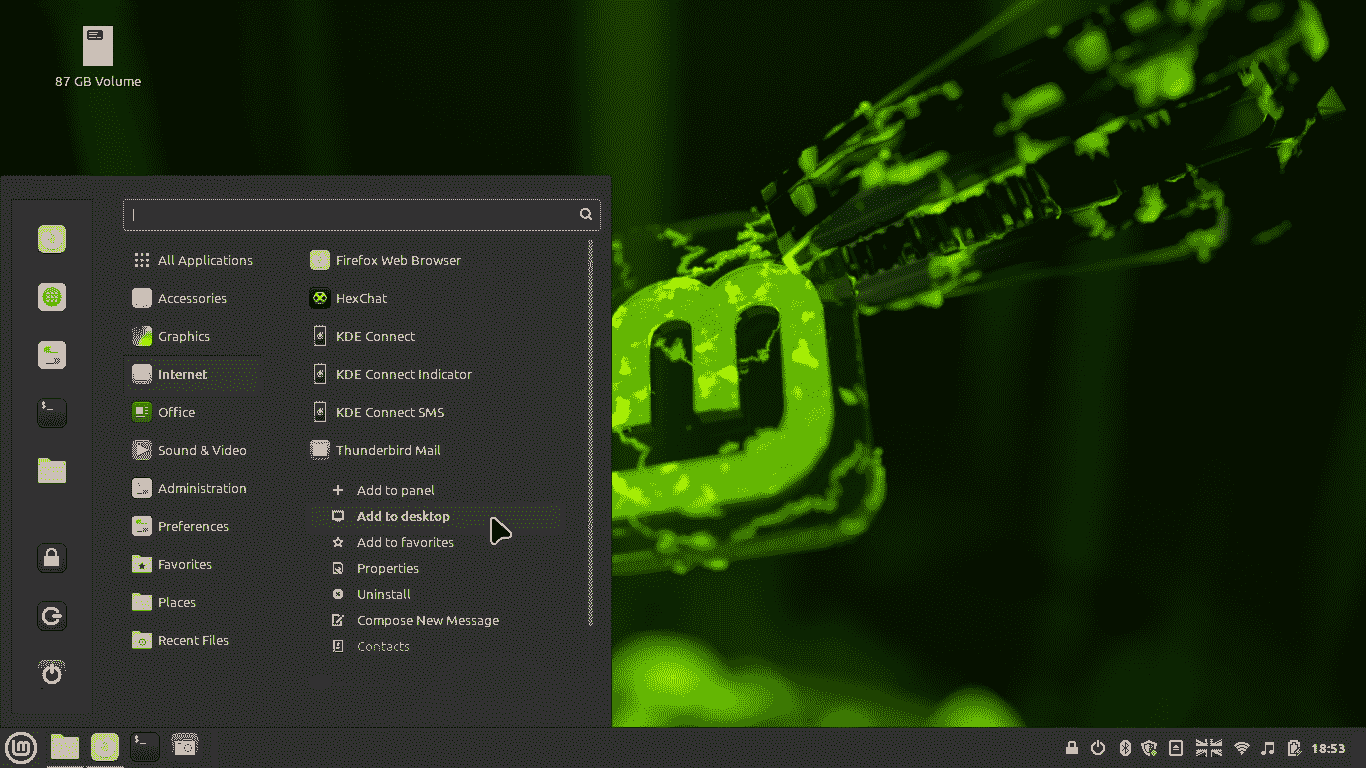 87 GB Volume
All Applications
Accessories
Graphics
Internet
Office
Sound & Video
Administration
Preferences
Favorites
Places
Recent Files
Firefox Web Browser
HexChat
KDE Connect
KDE Connect Indicator
KDE Connect SMS
Thunderbird Mail
Add to panel
Add to desktop
Add to favorites
Properties
Uninstall
Compose New Message
Contacts
18:53